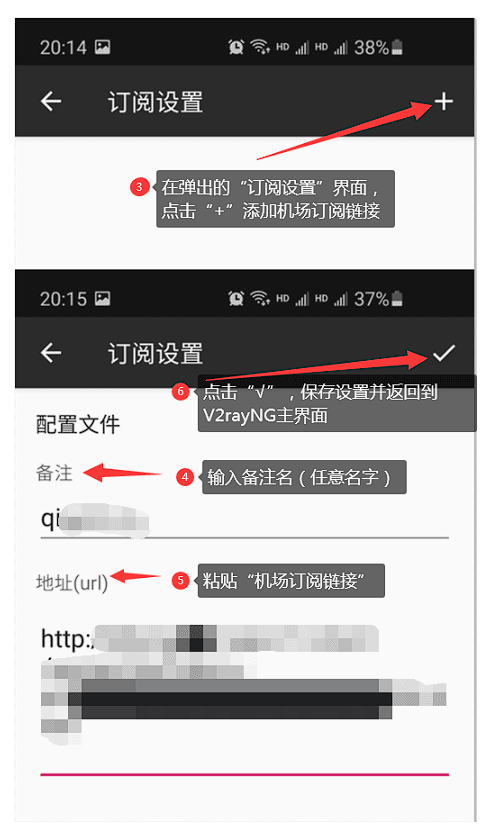 20:14 HD HD 38%
订阅设置
3 在弹出的“订阅设置”界面，
点击“+”添加机场订阅链接
20:15 HD HD 37%
订阅设置
6 点击“√”，保存设置并返回到
V2rayNG主界面
配置文件
备注
4 输入备注名（任意名字）
qi
地址(url)
5 粘贴“机场订阅链接”
http: